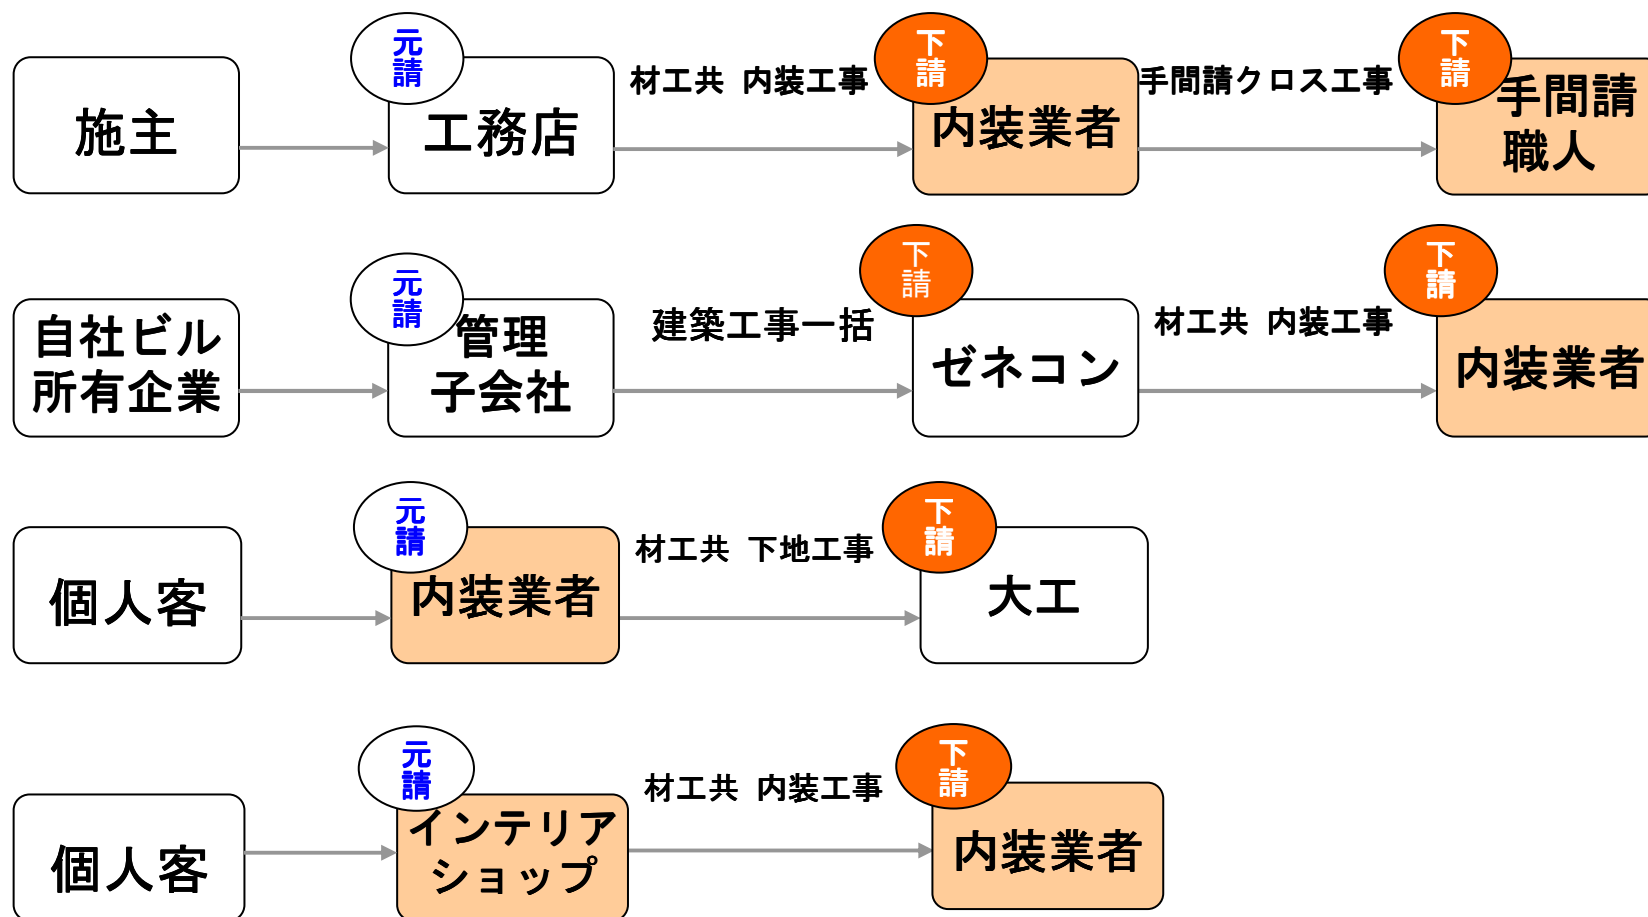 元
請
下
請
下
請
施主
工務店
材工共 内装工事
内装業者
手間請クロス工事
手間請
職人
元
請
下
請
下
請
自社ビル
所有企業
管理
子会社
建築工事一括
ゼネコン
材工共 内装工事
内装業者
元
請
下
請
個人客
内装業者
材工共 下地工事
大工
元
請
下
請
個人客
インテリア
ショップ
材工共 内装工事
内装業者